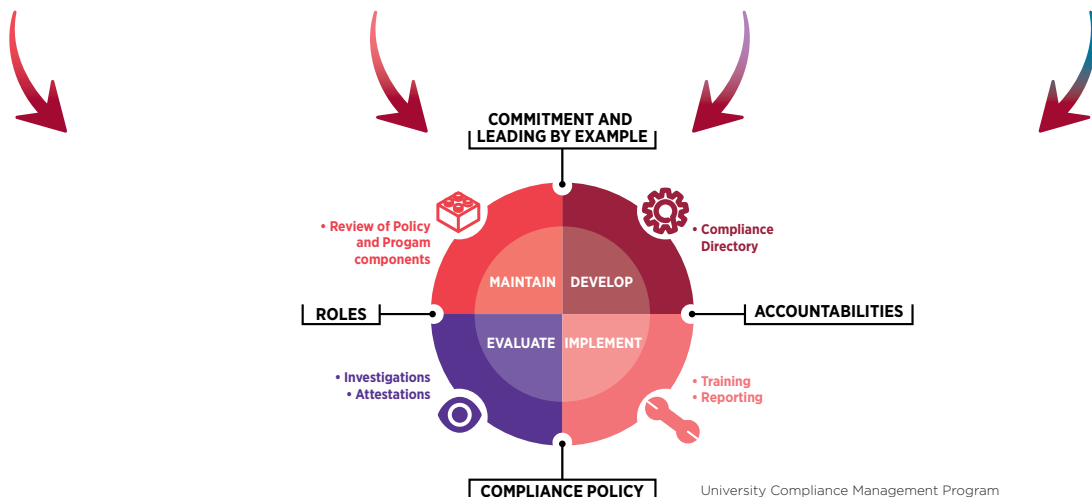 COMMITMENT AND
LEADING BY EXAMPLE
• Review of Policy
and Progam
components
• Compliance
Directory
MAINTAIN
DEVELOP
ROLES
ACCOUNTABILITIES
EVALUATE
IMPLEMENT
• Investigations
• Attestations
• Training
• Reporting
COMPLIANCE POLICY
University Compliance Management Program